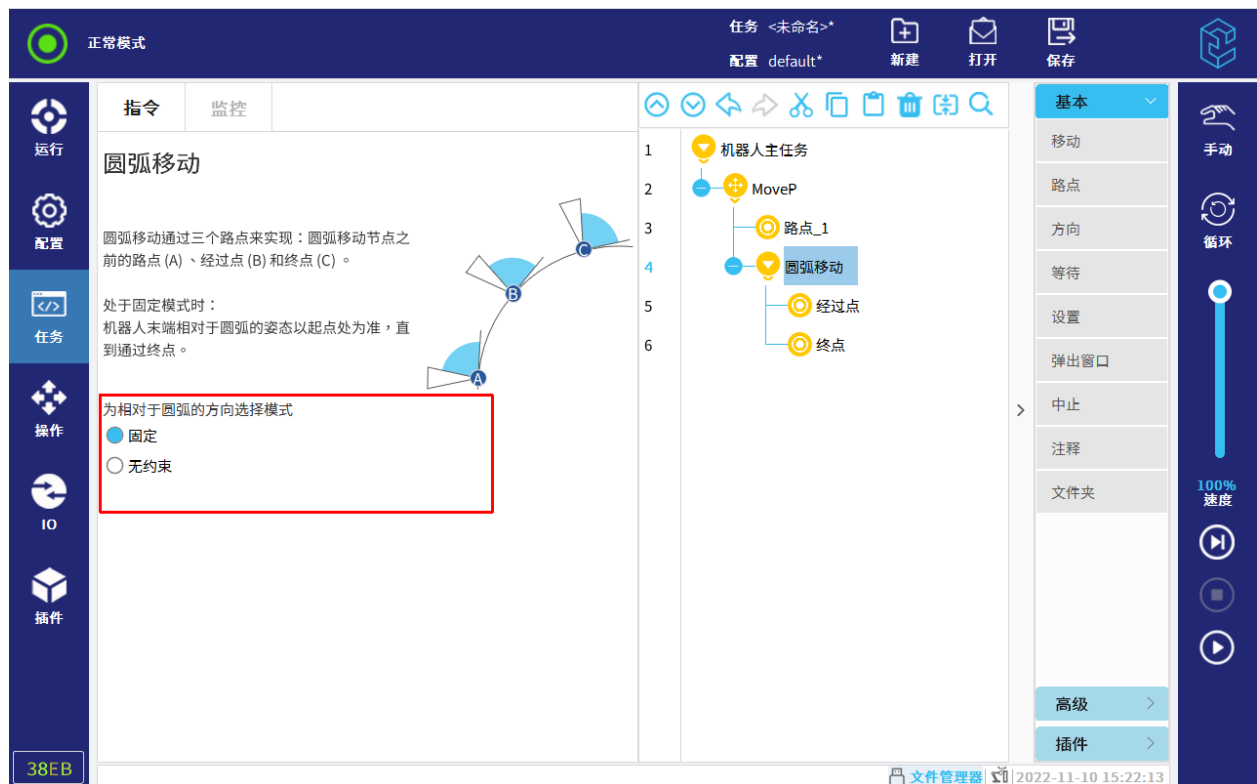 正常模式
任务 <未命名>*
配置 default*
新建
打开
保存
运行
配置
任务
操作
IO
插件
38EB
指令
监控
圆弧移动
圆弧移动通过三个路点来实现：圆弧移动节点之
前的路点 (A) 、经过点 (B) 和终点 (C) 。
处于固定模式时：
机器人末端相对于圆弧的姿态以起点处为准，直
到通过终点。
A
B
C
为相对于圆弧的方向选择模式
固定
无约束
1 机器人主任务
2 MoveP
3 路点_1
4 圆弧移动
5 经过点
6 终点
基本
移动
路点
方向
等待
设置
弹出窗口
中止
注释
文件夹
高级
插件
手动
循环
100%
速度
文件管理器 2022-11-10 15:22:13